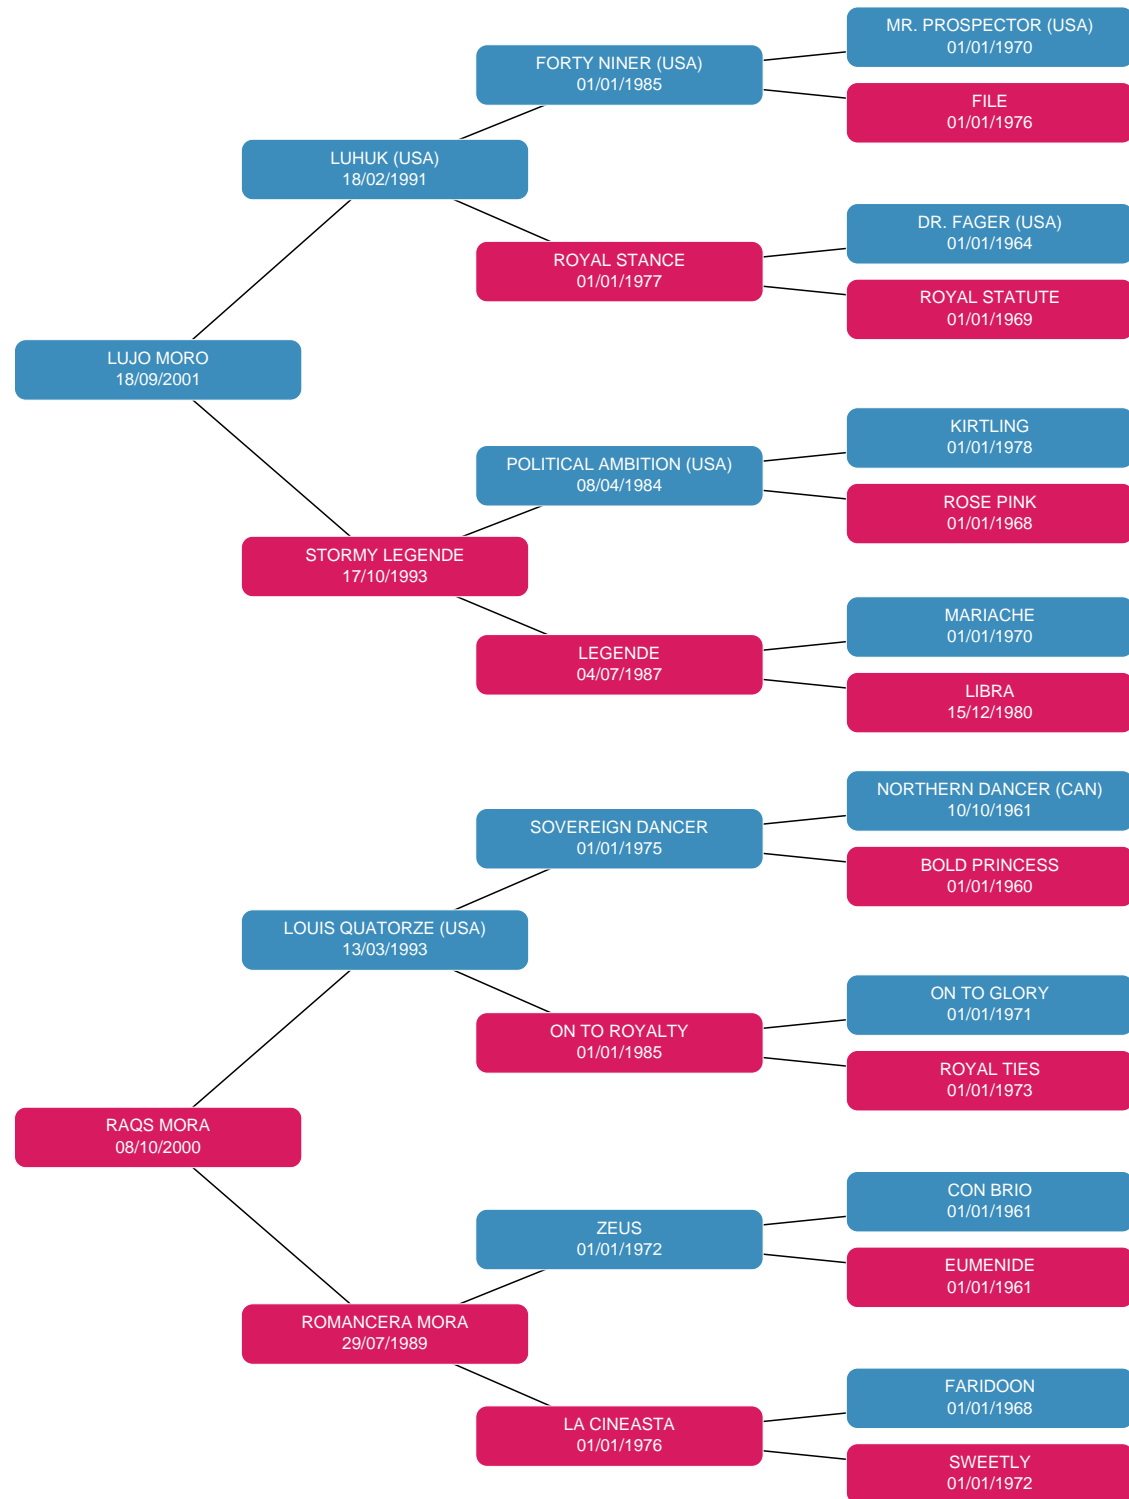 MR. PROSPECTOR (USA)
01/01/1970
FORTY NINER (USA)
01/01/1985
FILE
01/01/1976
LUHUK (USA)
18/02/1991
DR. FAGER (USA)
01/01/1964
ROYAL STANCE
01/01/1977
ROYAL STATUTE
01/01/1969
LUJO MORO
18/09/2001
KIRTLING
01/01/1978
POLITICAL AMBITION (USA)
08/04/1984
ROSE PINK
01/01/1968
STORMY LEGENDE
17/10/1993
MARIACHE
01/01/1970
LEGENDE
04/07/1987
LIBRA
15/12/1980
NORTHERN DANCER (CAN)
10/10/1961
SOVEREIGN DANCER
01/01/1975
BOLD PRINCESS
01/01/1960
LOUIS QUATORZE (USA)
13/03/1993
ON TO GLORY
01/01/1971
ON TO ROYALTY
01/01/1985
ROYAL TIES
01/01/1973
RAQS MORA
08/10/2000
CON BRIO
01/01/1961
ZEUS
01/01/1972
EUMENIDE
01/01/1961
ROMANCERA MORA
29/07/1989
FARIDOON
01/01/1968
LA CINEASTA
01/01/1976
SWEETLY
01/01/1972